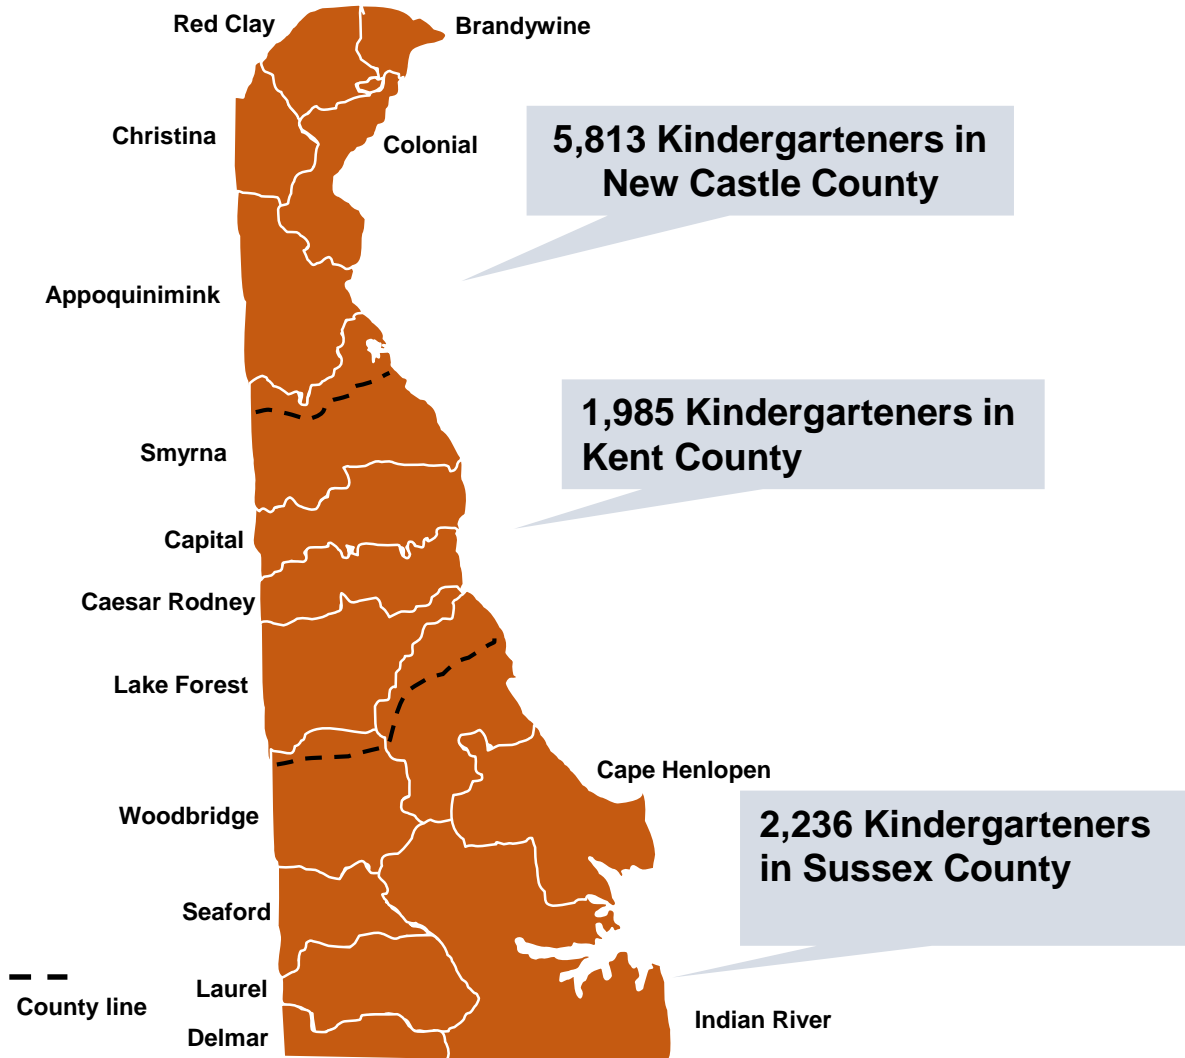 Red Clay
Brandywine
Christina
Colonial
5,813 Kindergarteners in
New Castle County
Appoquinimink
1,985 Kindergarteners in
Kent County
Smyrna
Capital
Caesar Rodney
Lake Forest
Cape Henlopen
Woodbridge
2,236 Kindergarteners
in Sussex County
Seaford
Laurel
County line
Indian River
Delmar